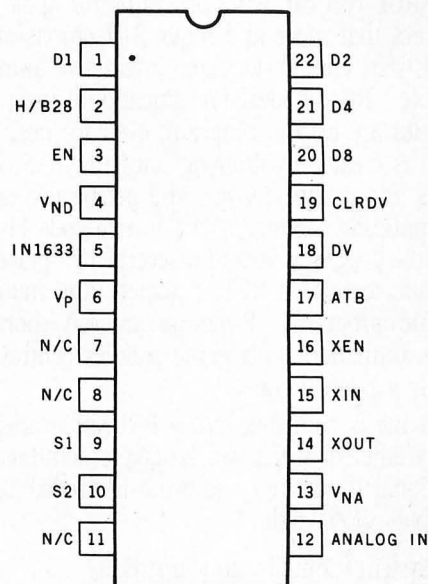 D1 1 22 D2
H/B28 2 21 D4
EN 3 20 D8
VND 4 19 CLRDV
IN1633 5 18 DV
VP 6 17 ATB
N/C 7 16 XEN
N/C 8 15 XIN
S1 9 14 XOUT
S2 10 13 VNA
N/C 11 12 ANALOG IN